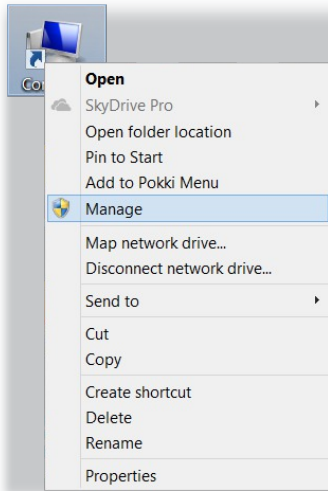 Open
SkyDrive Pro
Open folder location
Pin to Start
Add to Pokki Menu
Manage
Map network drive...
Disconnect network drive...
Send to
Cut
Copy
Create shortcut
Delete
Rename
Properties